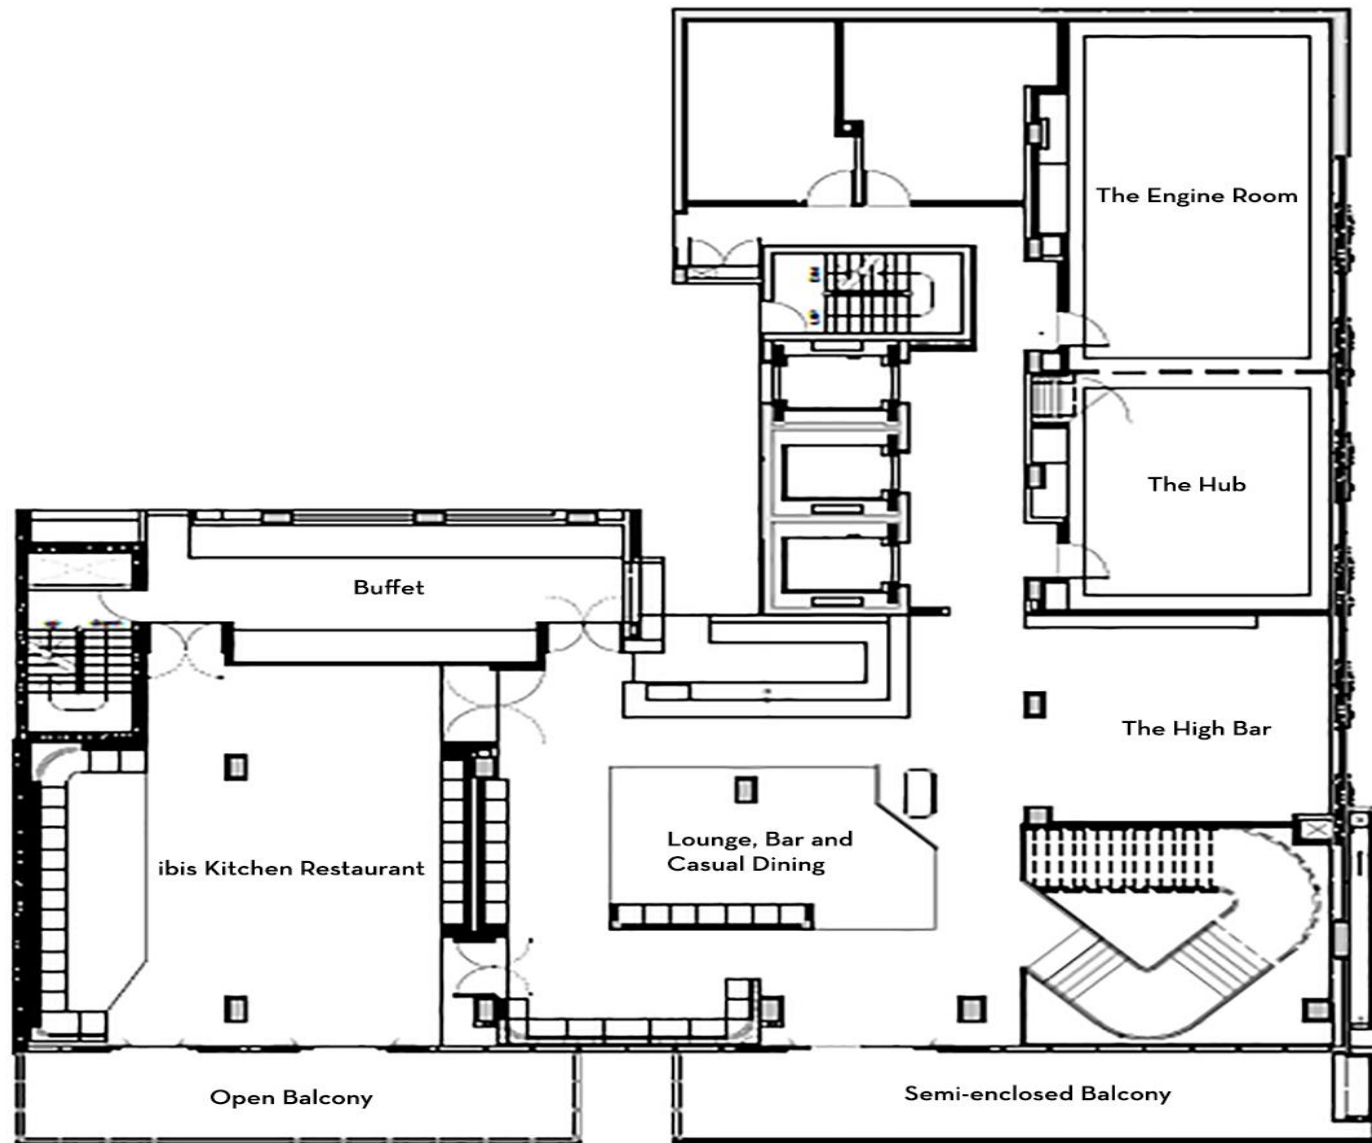 The Engine Room
The Hub
Buffet
The High Bar
Lounge, Bar and
Casual Dining
ibis Kitchen Restaurant
Open Balcony
Semi-enclosed Balcony